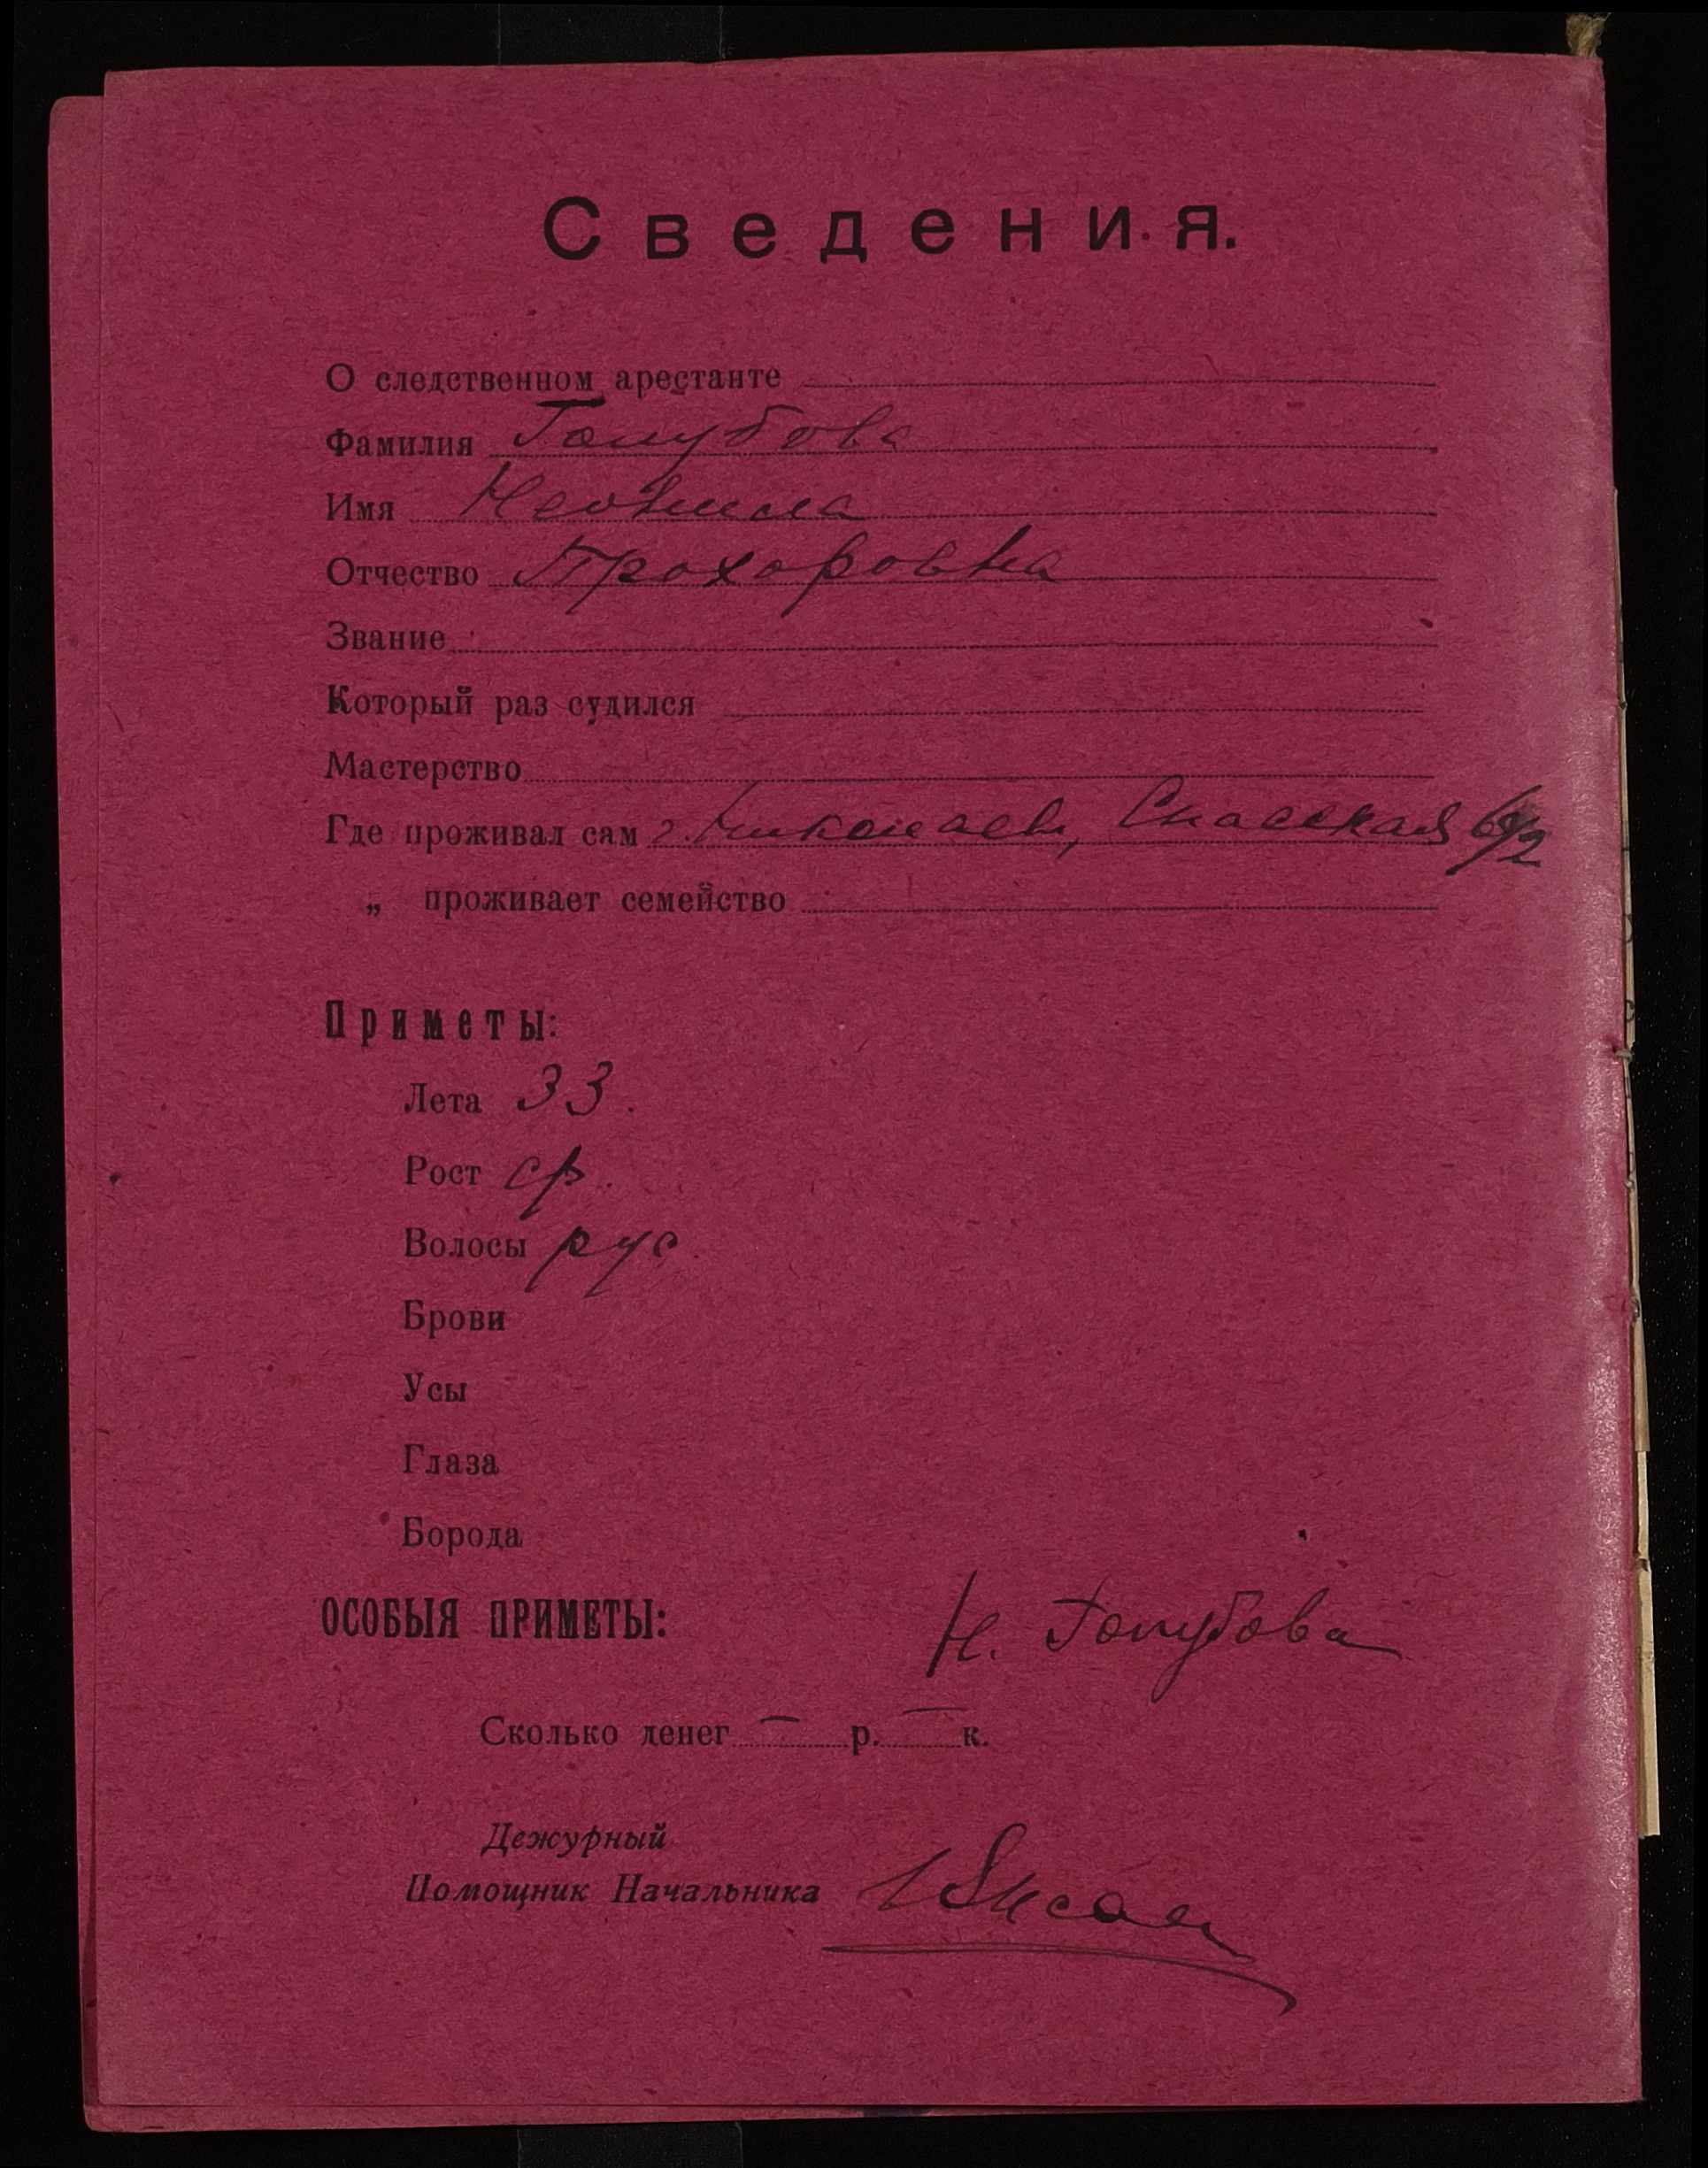 Сведения.
О следственном арестанте
Фамилия Голубова
Имя Неонила
Отчество Прохоровна
Звание
Который раз судился
Мастерство
Где проживал сам г. Николаев, Спасская
„ проживает семейство
Приметы:
Лета 33.
Рост ср.
Волосы рус
Брови
Усы
Глаза
Борода
ОСОБЫЯ ПРИМЕТЫ:
Н. Голубова
Сколько денег — р. — к.
Дежурный
Помощник Начальника